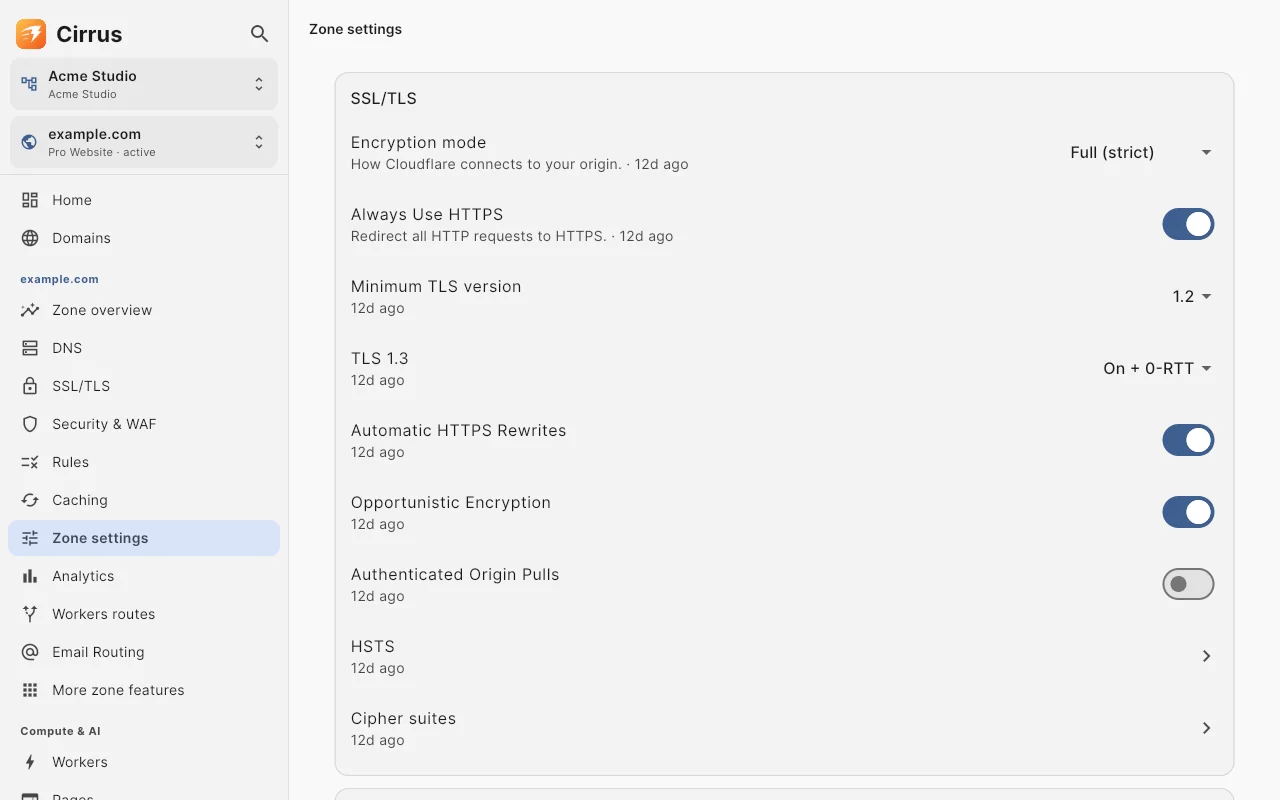 Cirrus
Acme Studio
Acme Studio
example.com
Pro Website · active
Home
Domains
example.com
Zone overview
DNS
SSL/TLS
Security & WAF
Rules
Caching
Zone settings
Analytics
Workers routes
Email Routing
More zone features
Compute & AI
Workers
Pages
Zone settings
SSL/TLS
Encryption mode
How Cloudflare connects to your origin. · 12d ago
Full (strict)
Always Use HTTPS
Redirect all HTTP requests to HTTPS. · 12d ago
Minimum TLS version
12d ago
1.2
TLS 1.3
12d ago
On + 0-RTT
Automatic HTTPS Rewrites
12d ago
Opportunistic Encryption
12d ago
Authenticated Origin Pulls
12d ago
HSTS
12d ago
Cipher suites
12d ago